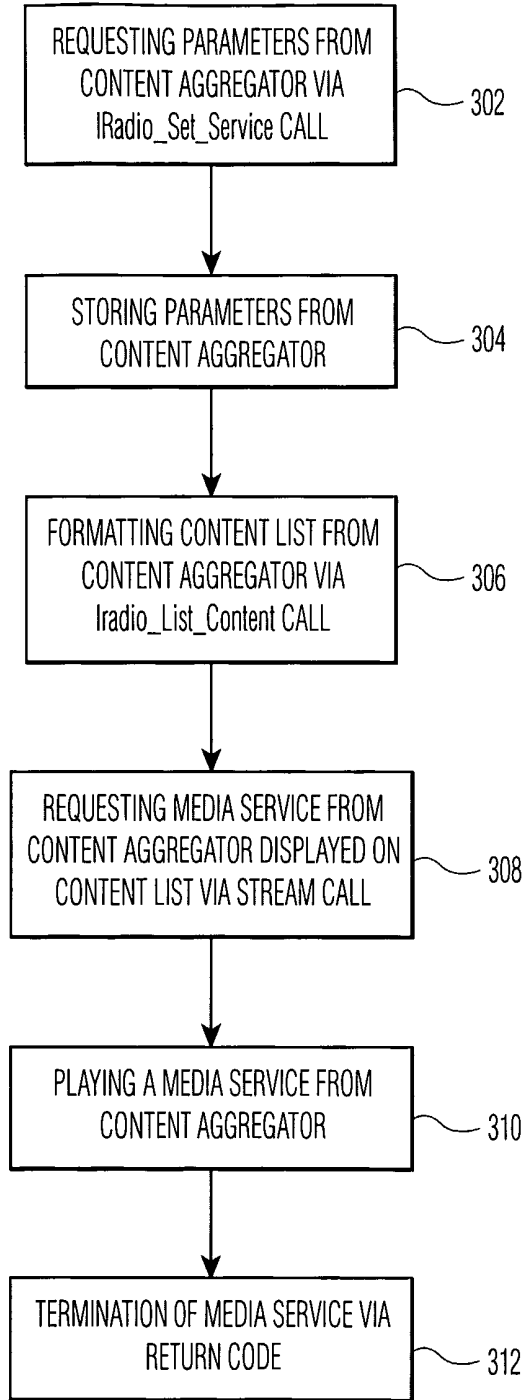 REQUESTING PARAMETERS FROM
CONTENT AGGREGATOR VIA
IRadio_Set_Service CALL
302
STORING PARAMETERS FROM
CONTENT AGGREGATOR
304
FORMATTING CONTENT LIST FROM
CONTENT AGGREGATOR VIA
Iradio_List_Content CALL
306
REQUESTING MEDIA SERVICE FROM
CONTENT AGGREGATOR DISPLAYED ON
CONTENT LIST VIA STREAM CALL
308
PLAYING A MEDIA SERVICE FROM
CONTENT AGGREGATOR
310
TERMINATION OF MEDIA SERVICE VIA
RETURN CODE
312